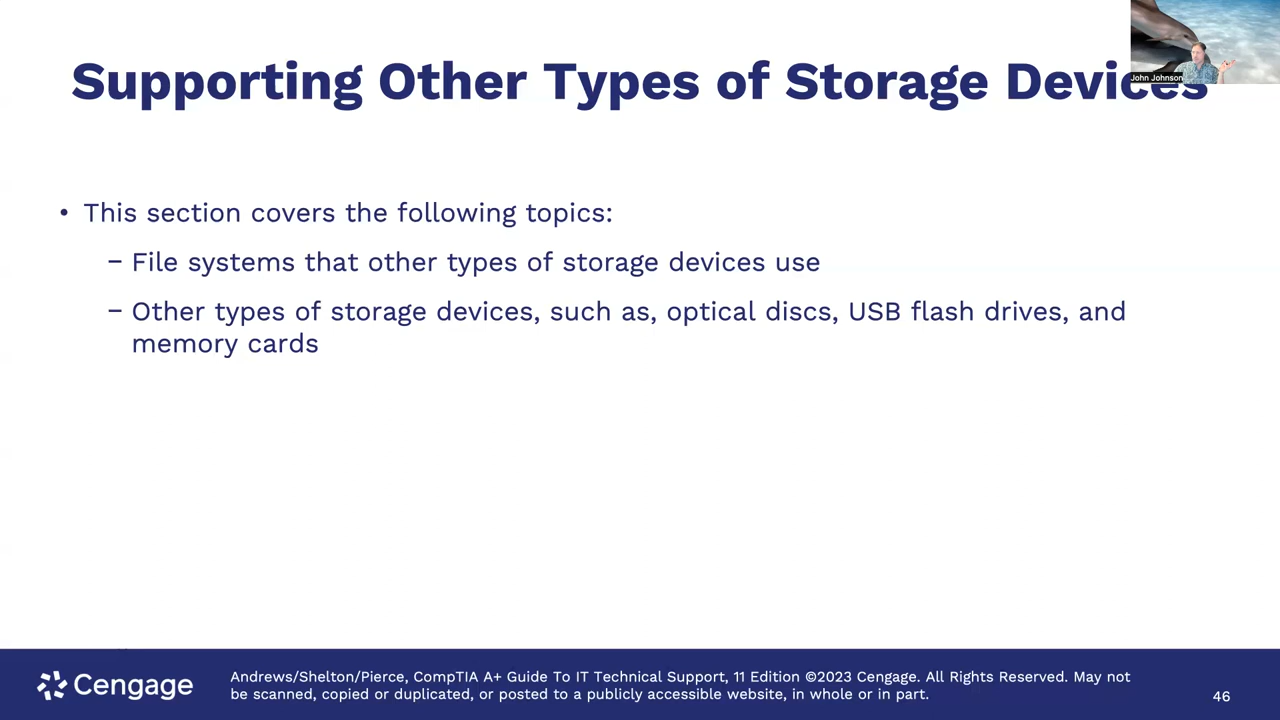 Supporting Other Types of Storage Devices
John Johnson
• This section covers the following topics:
– File systems that other types of storage devices use
– Other types of storage devices, such as, optical discs, USB flash drives, and
memory cards
Cengage
Andrews/Shelton/Pierce, CompTIA A+ Guide To IT Technical Support, 11 Edition ©2023 Cengage. All Rights Reserved. May not
be scanned, copied or duplicated, or posted to a publicly accessible website, in whole or in part.
46